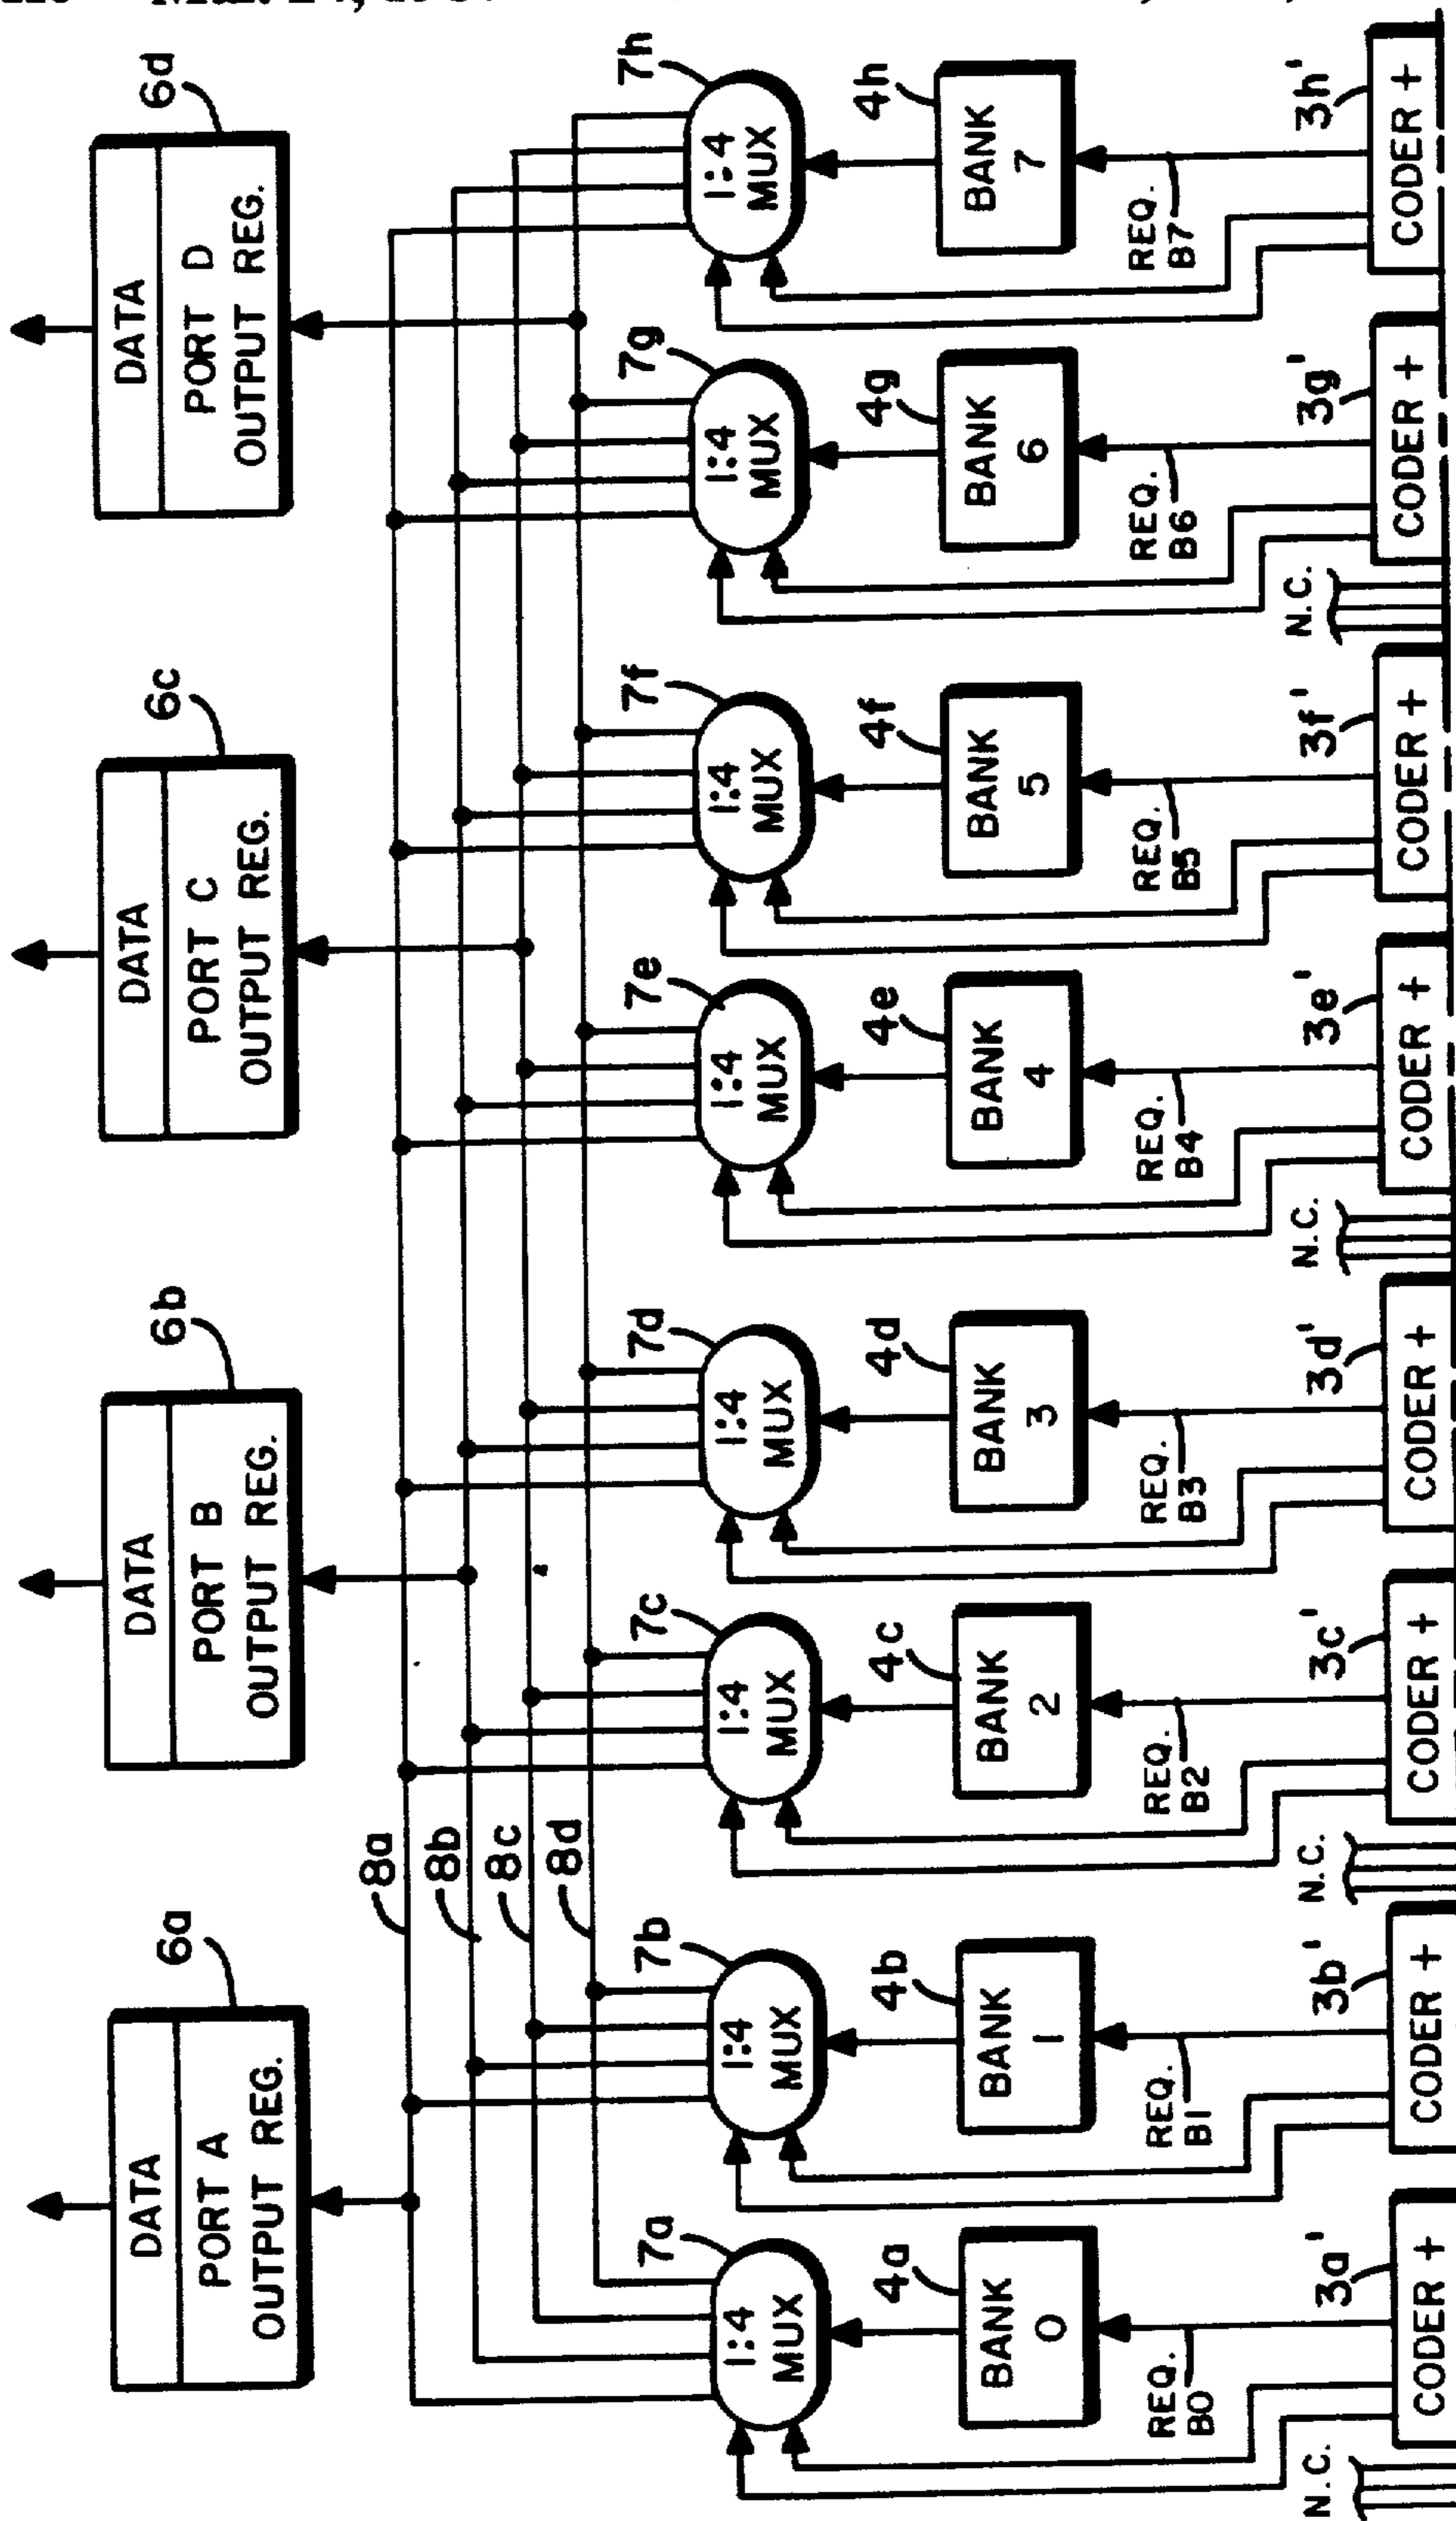 6a
6b
6c
6d
DATA
PORT A
OUTPUT REG.
DATA
PORT B
OUTPUT REG.
DATA
PORT C
OUTPUT REG.
DATA
PORT D
OUTPUT REG.
8a
8b
8c
8d
7a
7b
7c
7d
7e
7f
7g
7h
1:4
MUX
1:4
MUX
1:4
MUX
1:4
MUX
1:4
MUX
1:4
MUX
1:4
MUX
1:4
MUX
4a
4b
4c
4d
4e
4f
4g
4h
BANK
0
BANK
1
BANK
2
BANK
3
BANK
4
BANK
5
BANK
6
BANK
7
REQ.
B0
REQ.
B1
REQ.
B2
REQ.
B3
REQ.
B4
REQ.
B5
REQ.
B6
REQ.
B7
N.C.
3a'
3b'
N.C.
3c'
3d'
N.C.
3e'
3f'
N.C.
3g'
3h'
CODER +
CODER +
CODER +
CODER +
CODER +
CODER +
CODER +
CODER +